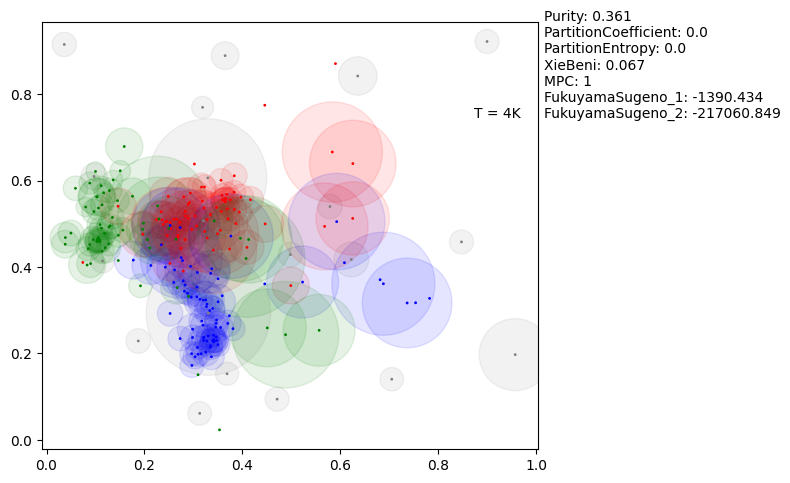 Purity: 0.361
PartitionCoefficient: 0.0
PartitionEntropy: 0.0
XieBeni: 0.067
MPC: 1
FukuyamaSugeno_1: -1390.434
FukuyamaSugeno_2: -217060.849
T = 4K
0.8
0.6
0.4
0.2
0.0
0.0 0.2 0.4 0.6 0.8 1.0